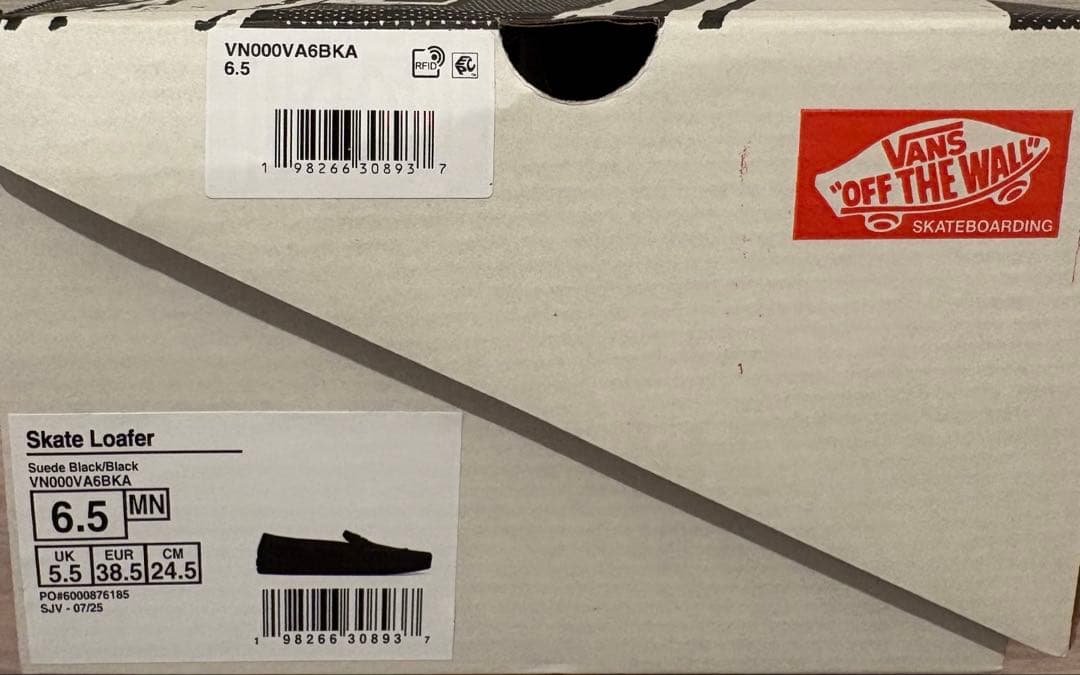 VN000VA6BKA
6.5
RFID
1 98266 30893 7
VANS
"OFF THE WALL"
SKATEBOARDING
Skate Loafer
Suede Black/Black
VN000VA6BKA
6.5 MN
UK EUR CM
5.5 38.5 24.5
PO#6000876185
SJV - 07/25
1 98266 30893 7